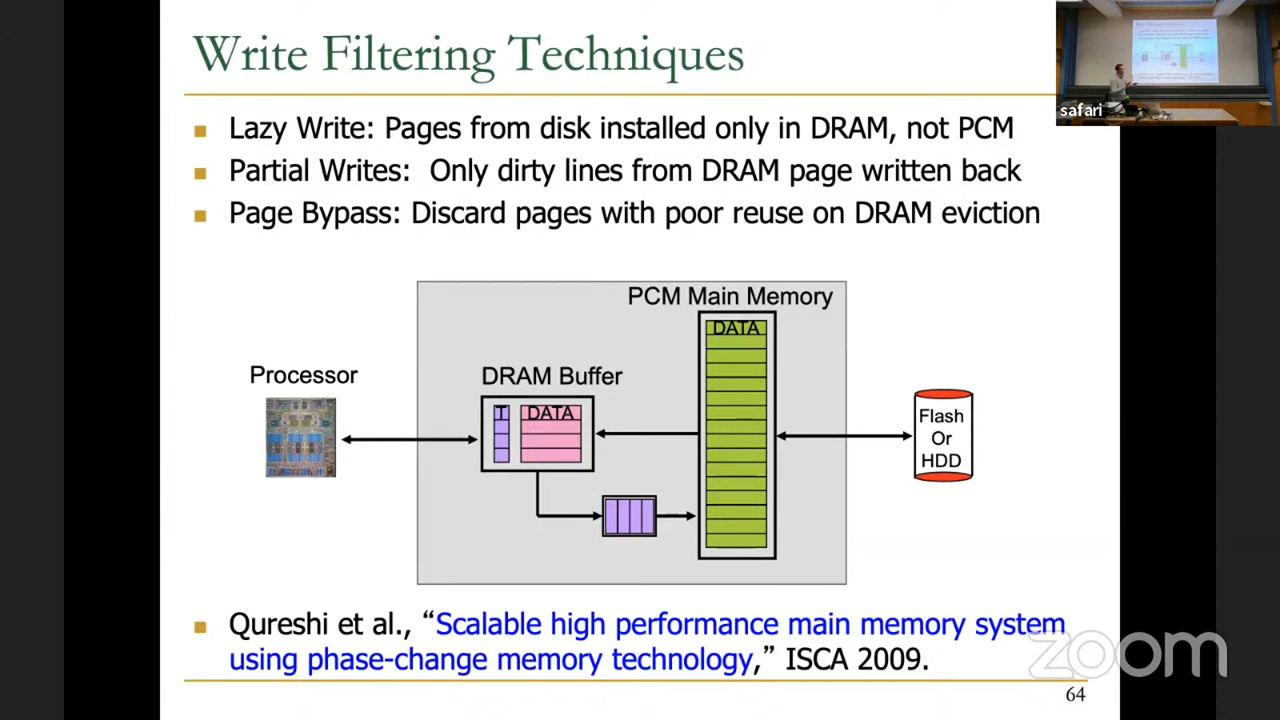 Write Filtering Techniques
safari
Lazy Write: Pages from disk installed only in DRAM, not PCM
Partial Writes: Only dirty lines from DRAM page written back
Page Bypass: Discard pages with poor reuse on DRAM eviction
PCM Main Memory
DATA
Processor
DRAM Buffer
T
DATA
Flash
Or
HDD
Qureshi et al., “Scalable high performance main memory system
using phase-change memory technology,” ISCA 2009.
zoom
64